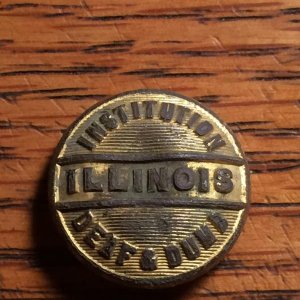 INSTITUTION
ILLINOIS
DEAF & DUMB